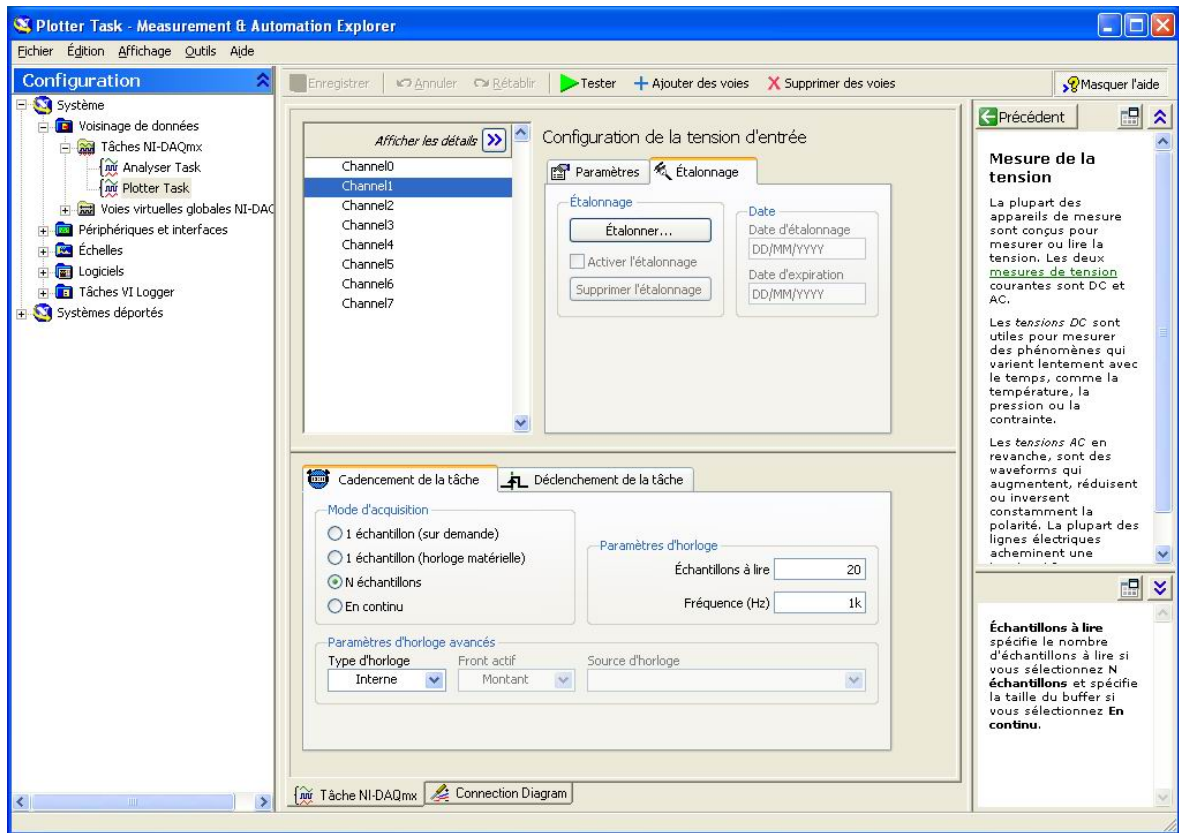 Plotter Task - Measurement & Automation Explorer
Fichier Édition Affichage Outils Aide
Configuration
Système
Voisinage de données
Tâches NI-DAQmx
Analyser Task
Plotter Task
Voies virtuelles globales NI-DAQ
Périphériques et interfaces
Échelles
Logiciels
Tâches VI Logger
Systèmes déportés
Enregistrer Annuler Rétablir Tester Ajouter des voies Supprimer des voies Masquer l'aide
Afficher les détails
Channel0
Channel1
Channel2
Channel3
Channel4
Channel5
Channel6
Channel7
Configuration de la tension d'entrée
Paramètres Étalonnage
Étalonnage
Étalonner...
Activer l'étalonnage
Supprimer l'étalonnage
Date
Date d'étalonnage
DD/MM/YYYY
Date d'expiration
DD/MM/YYYY
Cadencement de la tâche Déclenchement de la tâche
Mode d'acquisition
1 échantillon (sur demande)
1 échantillon (horloge matérielle)
N échantillons
En continu
Paramètres d'horloge
Échantillons à lire 20
Fréquence (Hz) 1k
Paramètres d'horloge avancés
Type d'horloge Front actif Source d'horloge
Interne Montant
Tâche NI-DAQmx Connection Diagram
Précédent
Mesure de la
tension
La plupart des
appareils de mesure
sont conçus pour
mesurer ou lire la
tension. Les deux
mesures de tension
courantes sont DC et
AC.
Les tensions DC sont
utiles pour mesurer
des phénomènes qui
varient lentement avec
le temps, comme la
température, la
pression ou la
contrainte.
Les tensions AC en
revanche, sont des
waveforms qui
augmentent, réduisent
ou inversent
constamment la
polarité. La plupart des
lignes électriques
acheminent une
Échantillons à lire
spécifie le nombre
d'échantillons à lire si
vous sélectionnez N
échantillons et spécifie
la taille du buffer si
vous sélectionnez En
continu.